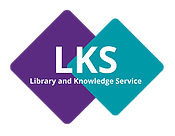 LKS
Library and Knowledge Service